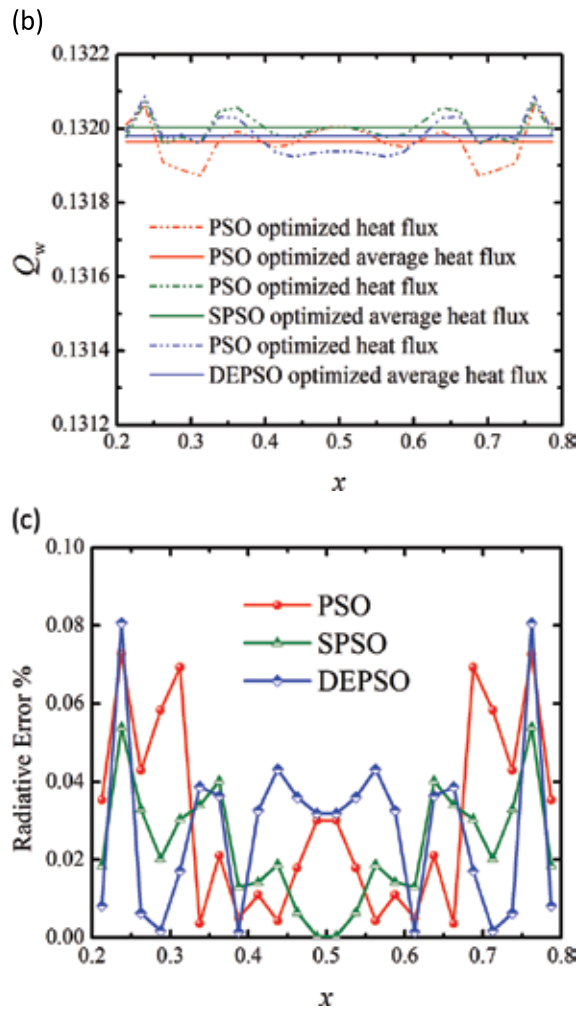 (b)
0.1322
0.1320
0.1318
0.1316
0.1314
0.1312
Q_w
PSO optimized heat flux
PSO optimized average heat flux
PSO optimized heat flux
SPSO optimized average heat flux
PSO optimized heat flux
DEPSO optimized average heat flux
0.2 0.3 0.4 0.5 0.6 0.7 0.8
x
(c)
0.10
0.08
0.06
0.04
0.02
0.00
Radiative Error %
PSO
SPSO
DEPSO
0.2 0.3 0.4 0.5 0.6 0.7 0.8
x